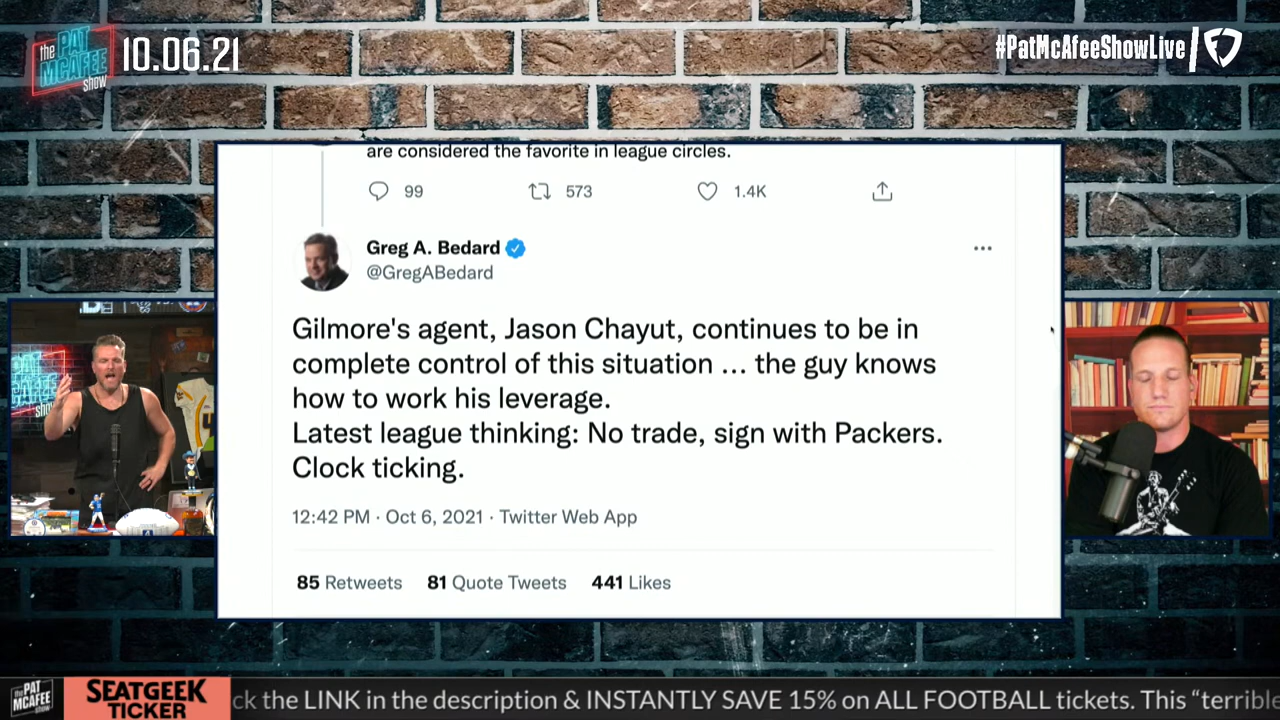 the PAT MCAFEE show
10.06.21
#PatMcAfeeShowLive
are considered the favorite in league circles.
99 573 1.4K
Greg A. Bedard
@GregABedard
Gilmore's agent, Jason Chayut, continues to be in
complete control of this situation ... the guy knows
how to work his leverage.
Latest league thinking: No trade, sign with Packers.
Clock ticking.
12:42 PM · Oct 6, 2021 · Twitter Web App
85 Retweets 81 Quote Tweets 441 Likes
the PAT MCAFEE show
SEATGEEK TICKER
ck the LINK in the description & INSTANTLY SAVE 15% on ALL FOOTBALL tickets. This “terrible